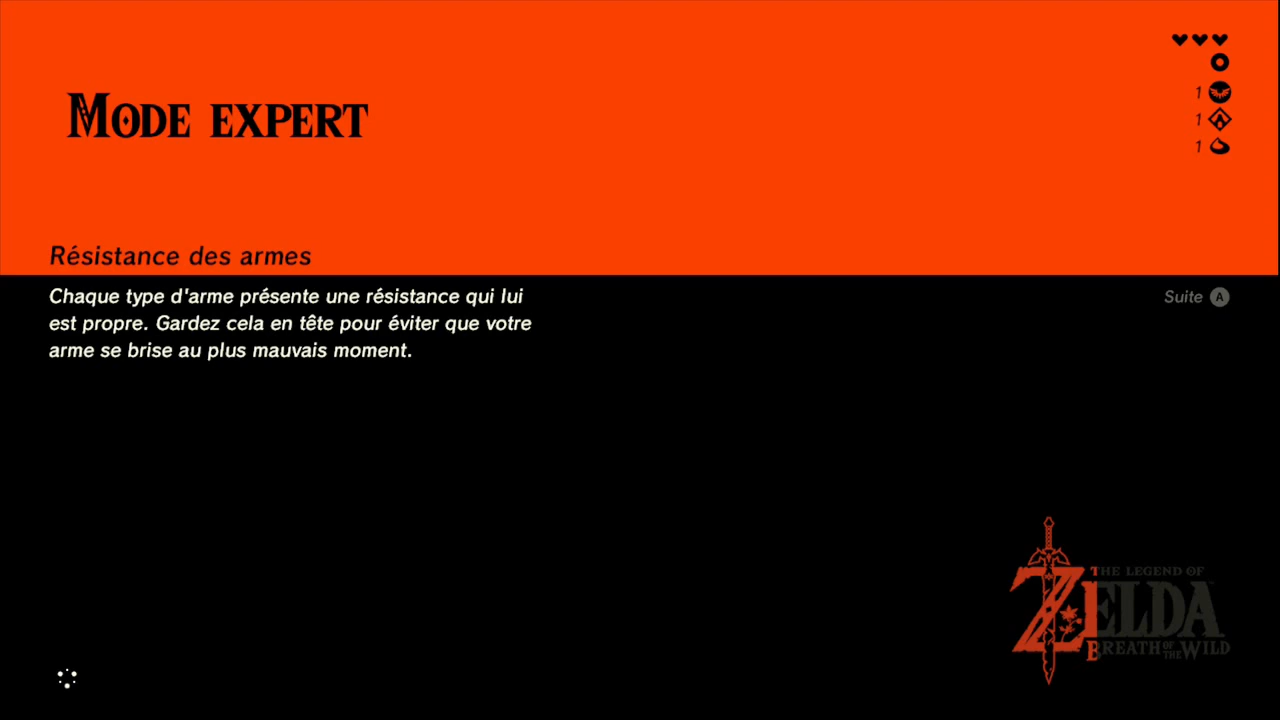 Mode expert
1
1
1
Résistance des armes
Chaque type d'arme présente une résistance qui lui
est propre. Gardez cela en tête pour éviter que votre
arme se brise au plus mauvais moment.
Suite A
THE LEGEND OF
ZELDA
BREATH OF THE WILD